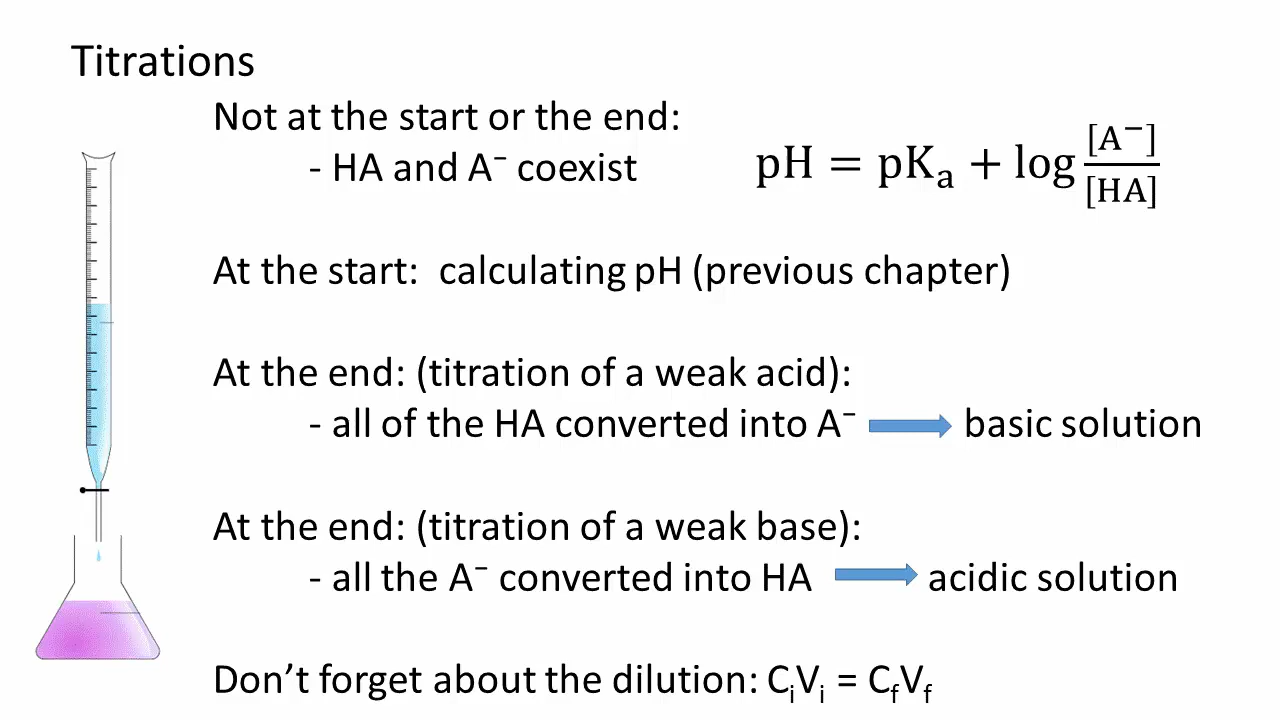 Titrations
Not at the start or the end:
- HA and A⁻ coexist
pH = pKₐ + log [A⁻]/[HA]
At the start: calculating pH (previous chapter)
At the end: (titration of a weak acid):
- all of the HA converted into A⁻ basic solution
At the end: (titration of a weak base):
- all the A⁻ converted into HA acidic solution
Don’t forget about the dilution: CᵢVᵢ = C_fV_f